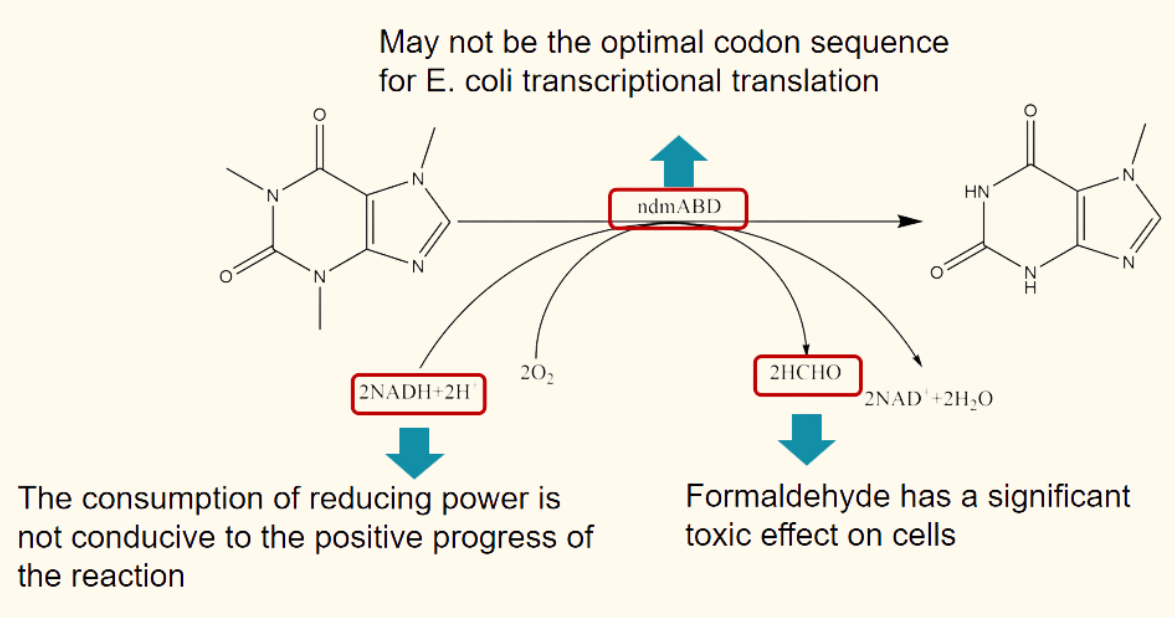 May not be the optimal codon sequence
for E. coli transcriptional translation
O
N
N
O
N
N
ndmABD
O
HN
N
O
N
H
N
2NADH+2H⁺
2O₂
2HCHO
2NAD⁺+2H₂O
The consumption of reducing power is
not conducive to the positive progress of
the reaction
Formaldehyde has a significant
toxic effect on cells